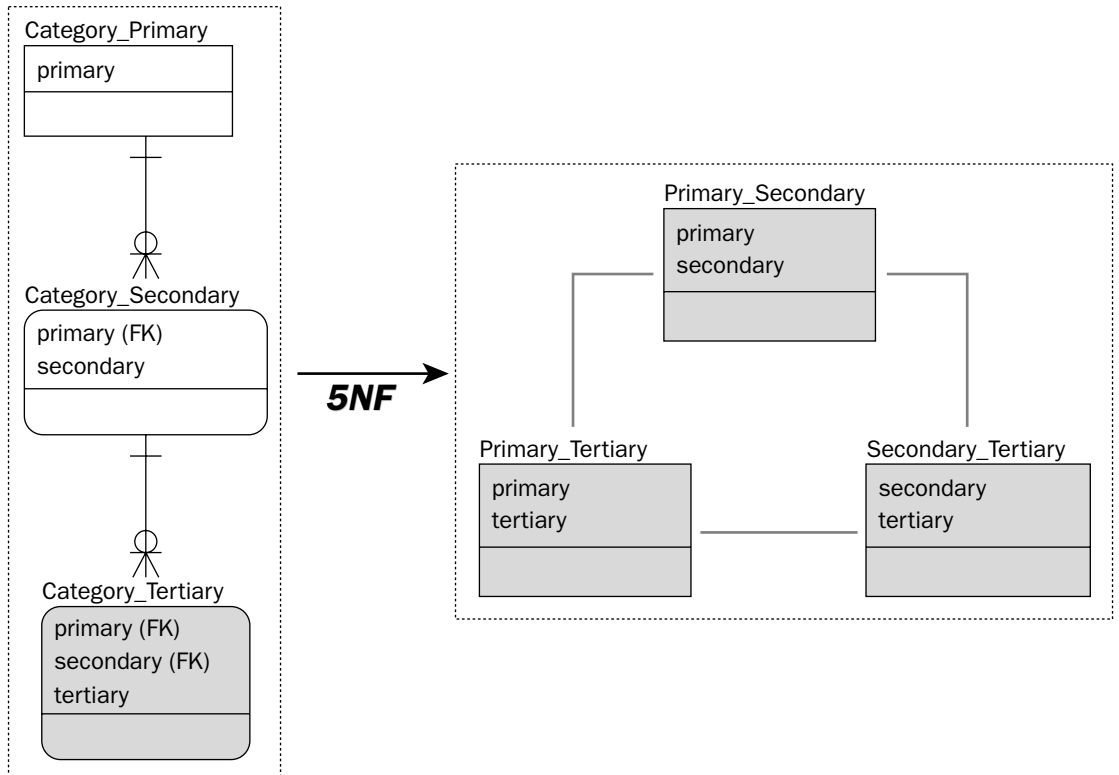 Category_Primary
primary
Category_Secondary
primary (FK)
secondary
Category_Tertiary
primary (FK)
secondary (FK)
tertiary
5NF
Primary_Secondary
primary
secondary
Primary_Tertiary
primary
tertiary
Secondary_Tertiary
secondary
tertiary